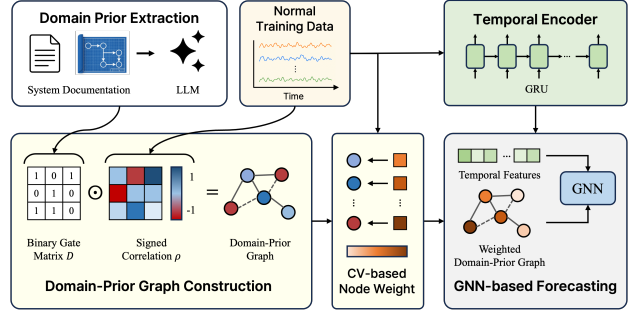 Domain Prior Extraction
System Documentation
LLM
Normal
Training Data
Time
Temporal Encoder
...
GRU
1 0 1
0 1 0
1 1 0
Binary Gate
Matrix D
1
-1
Signed
Correlation ρ
=
Domain-Prior
Graph
Domain-Prior Graph Construction
CV-based
Node Weight
...
Temporal Features
GNN
Weighted
Domain-Prior Graph
GNN-based Forecasting